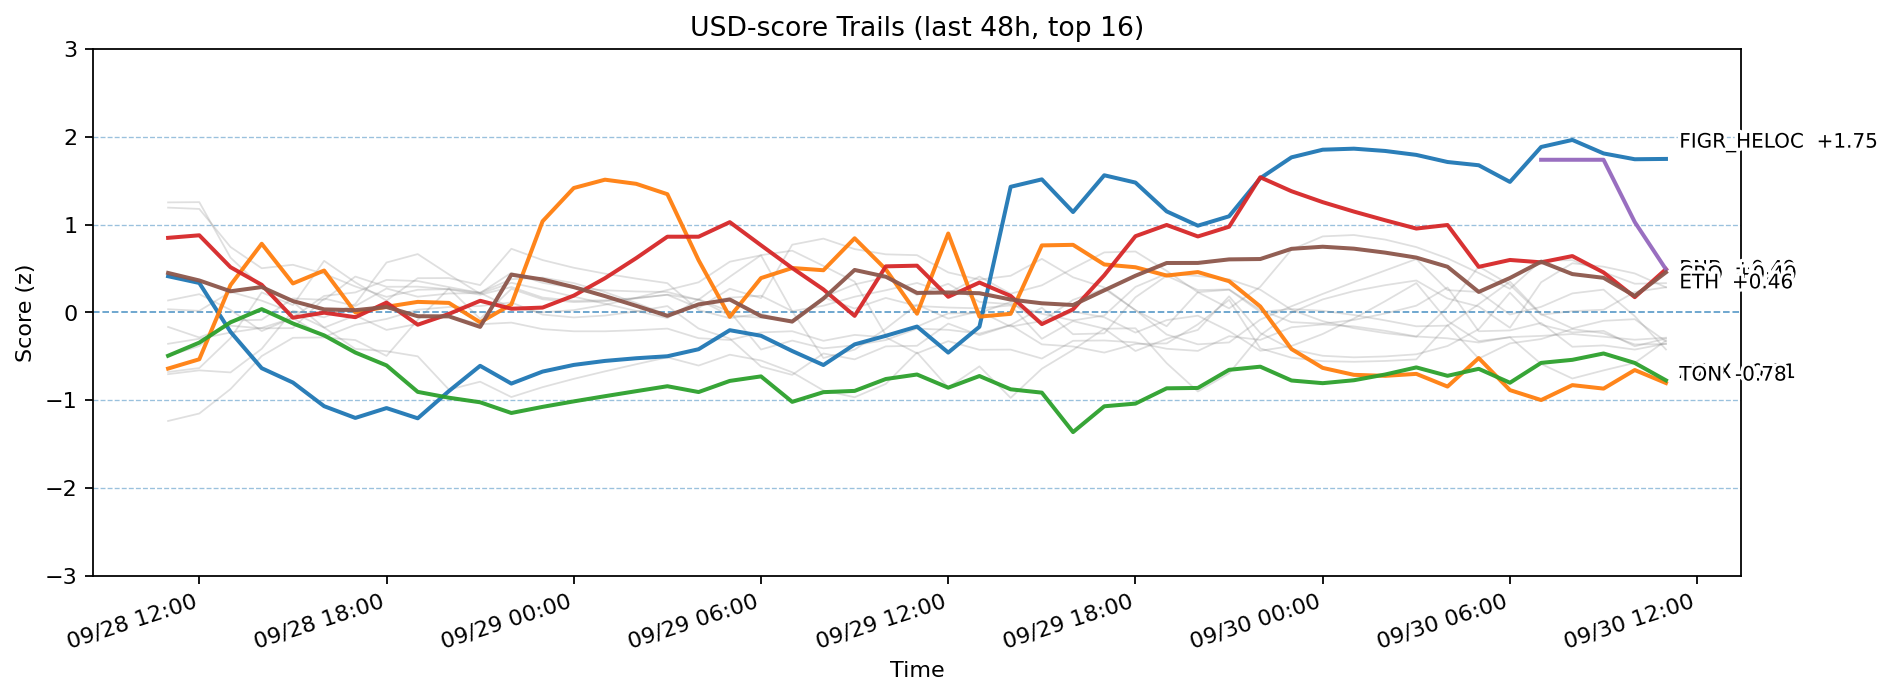 USD-score Trails (last 48h, top 16)
Score (z)
3
2
1
0
−1
−2
−3
FIGR_HELOC +1.75
ETH +0.46
TON -0.78
09/28 12:00
09/28 18:00
09/29 00:00
09/29 06:00
09/29 12:00
09/29 18:00
09/30 00:00
09/30 06:00
09/30 12:00
Time